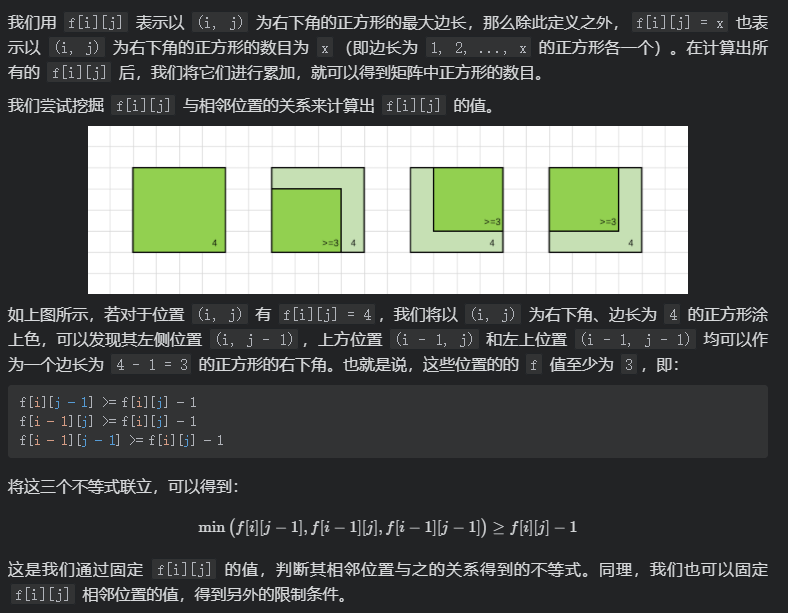 我们用 f[i][j] 表示以 (i, j) 为右下角的正方形的最大边长，那么除此定义之外， f[i][j] = x 也表
示以 (i, j) 为右下角的正方形的数目为 x （即边长为 1, 2, ..., x 的正方形各一个）。在计算出所
有的 f[i][j] 后，我们将它们进行累加，就可以得到矩阵中正方形的数目。
我们尝试挖掘 f[i][j] 与相邻位置的关系来计算出 f[i][j] 的值。
4 >=3 4 >=3 4 >=3 4
如上图所示，若对于位置 (i, j) 有 f[i][j] = 4 ，我们将以 (i, j) 为右下角、边长为 4 的正方形涂
上色，可以发现其左侧位置 (i, j - 1) ，上方位置 (i - 1, j) 和左上位置 (i - 1, j - 1) 均可以作
为一个边长为 4 - 1 = 3 的正方形的右下角。也就是说，这些位置的的 f 值至少为 3 ，即：
f[i][j - 1] >= f[i][j] - 1
f[i - 1][j] >= f[i][j] - 1
f[i - 1][j - 1] >= f[i][j] - 1
将这三个不等式联立，可以得到：
min (f[i][j−1], f[i−1][j], f[i−1][j−1]) ≥ f[i][j] − 1
这是我们通过固定 f[i][j] 的值，判断其相邻位置与之的关系得到的不等式。同理，我们也可以固定
f[i][j] 相邻位置的值，得到另外的限制条件。